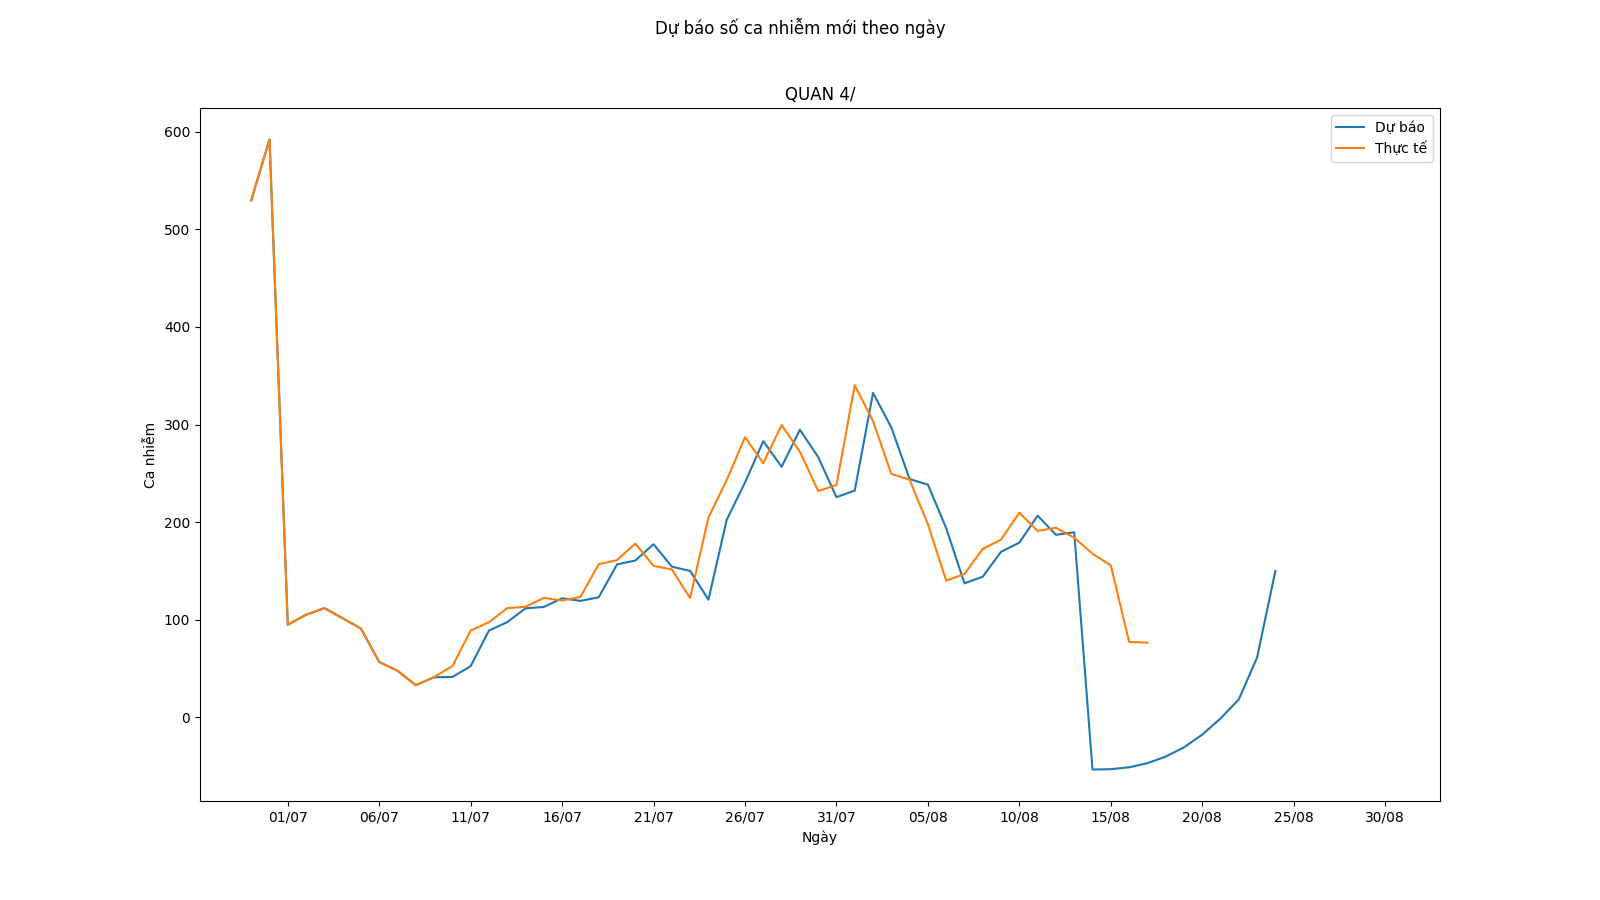 Dự báo số ca nhiễm mới theo ngày
QUAN 4/
Dự báo
Thực tế
600
500
400
300
200
100
0
Ca nhiễm
01/07 06/07 11/07 16/07 21/07 26/07 31/07 05/08 10/08 15/08 20/08 25/08 30/08
Ngày